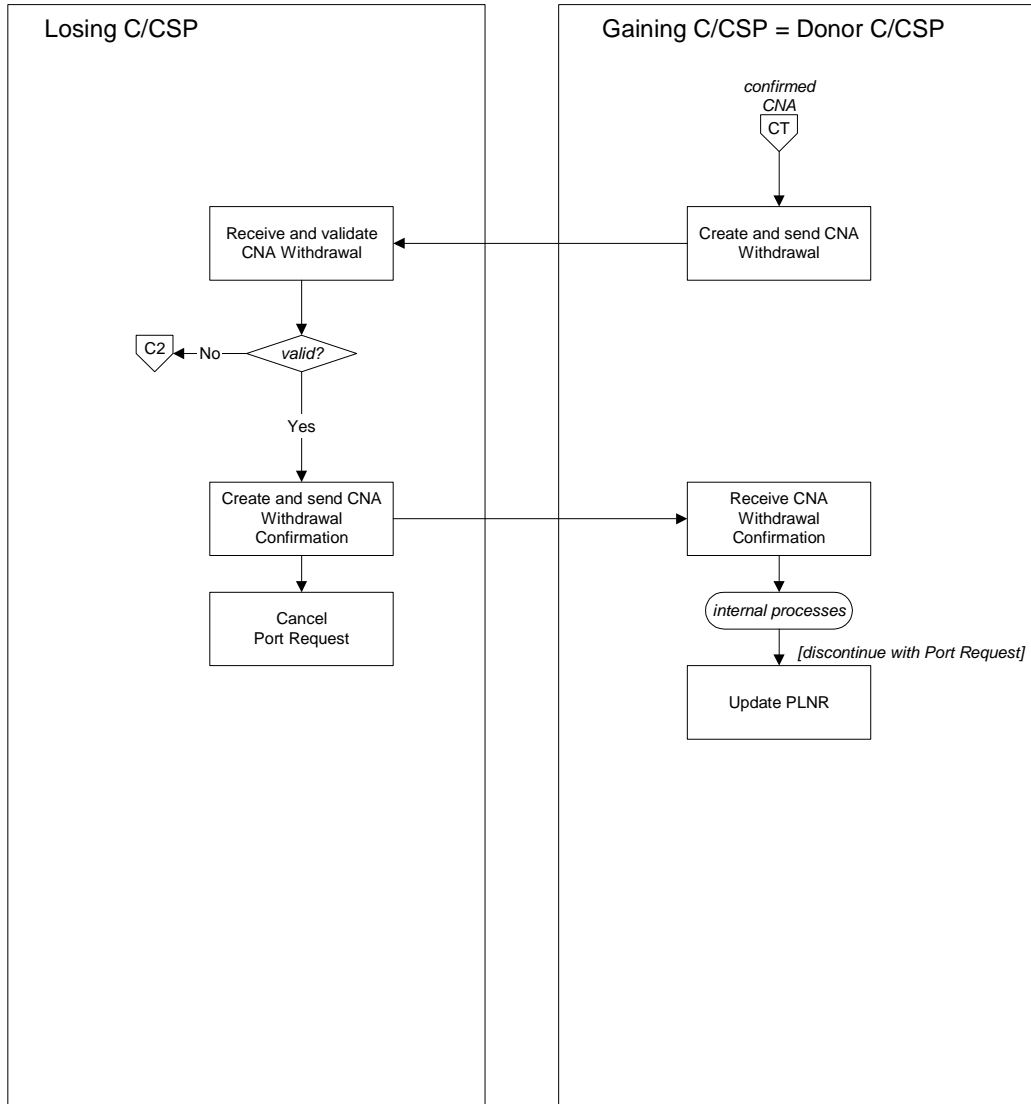 Losing C/CSP
Gaining C/CSP = Donor C/CSP
confirmed
CNA
CT
Receive and validate
CNA Withdrawal
Create and send CNA
Withdrawal
C2
No
valid?
Yes
Create and send CNA
Withdrawal
Confirmation
Receive CNA
Withdrawal
Confirmation
Cancel
Port Request
internal processes
[discontinue with Port Request]
Update PLNR